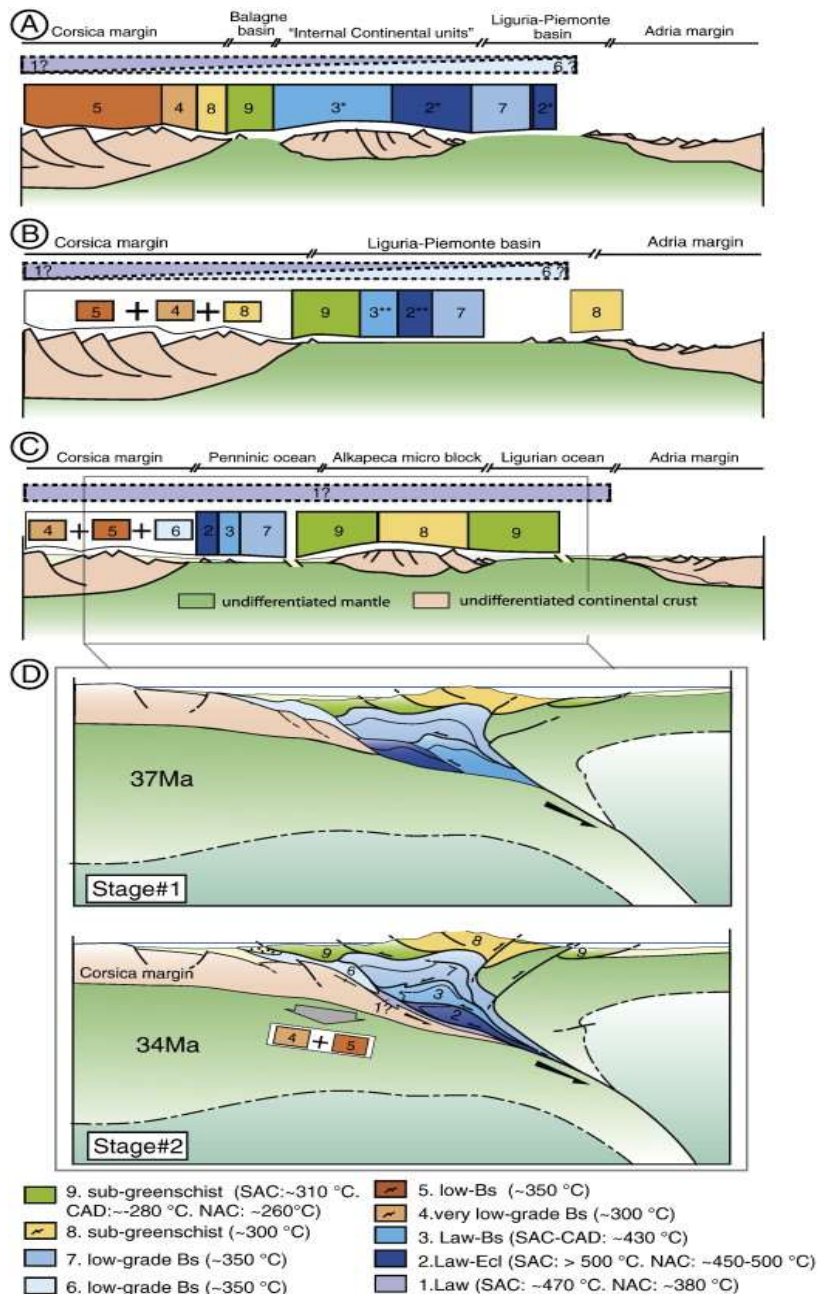 A
Corsica margin
Balagne
basin
"Internal Continental units"
Liguria-Piemonte
basin
Adria margin
1?
6 ?
5
4
8
9
3*
2*
7
2*
B
Corsica margin
Liguria-Piemonte basin
Adria margin
1?
6 ?
5 + 4 + 8
9
3**
2**
7
8
C
Corsica margin
Penninic ocean
Alkapeca micro block
Ligurian ocean
Adria margin
1?
4 + 5 + 6
2
3
7
9
8
9
undifferentiated mantle
undifferentiated continental crust
D
37Ma
Stage#1
9
8
9
Corsica margin
6
7
3
1?
2
4 + 5
34Ma
Stage#2
9. sub-greenschist (SAC:~310 °C.
CAD:~-280 °C. NAC: ~260°C)
8. sub-greenschist (~300 °C)
7. low-grade Bs (~350 °C)
6. low-grade Bs (~350 °C)
5. low-Bs (~350 °C)
4.very low-grade Bs (~300 °C)
3. Law-Bs (SAC-CAD: ~430 °C)
2.Law-Ecl (SAC: > 500 °C. NAC: ~450-500 °C)
1.Law (SAC: ~470 °C. NAC: ~380 °C)